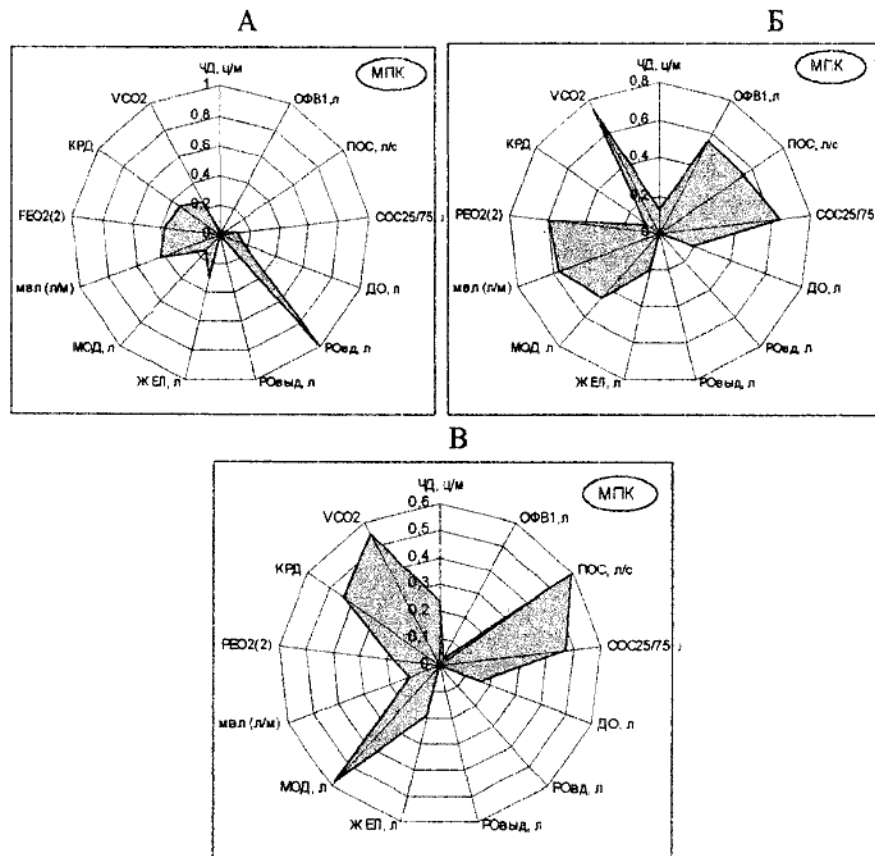 А
Б
МПК
ЧД, ц/м
1
0,8
0,6
0,4
0,2
0
VCO2
ОФВ1, л
КРД
ПОС, л/с
FEO2(2)
СОС25/75
мвл (л/м)
ДО, л
МОД, л
РОвд, л
ЖЕЛ, л
РОвыд, л
МПК
ЧД, ц/м
0,8
0,6
0,4
0,2
VCO2
ОФВ1, л
КРД
ПОС, л/с
PEO2(2)
СОС25/75
мвл (л/м)
ДО, л
МОД, л
РОвд, л
ЖЕЛ, л
РОвыд, л
В
МПК
ЧД, ц/м
0,6
0,5
0,4
0,3
0,2
0,1
0
VCO2
ОФВ1, л
КРД
ПОС, л/с
PEO2(2)
СОС25/75
мвл (л/м)
ДО, л
МОД, л
РОвд, л
ЖЕЛ, л
РОвыд, л